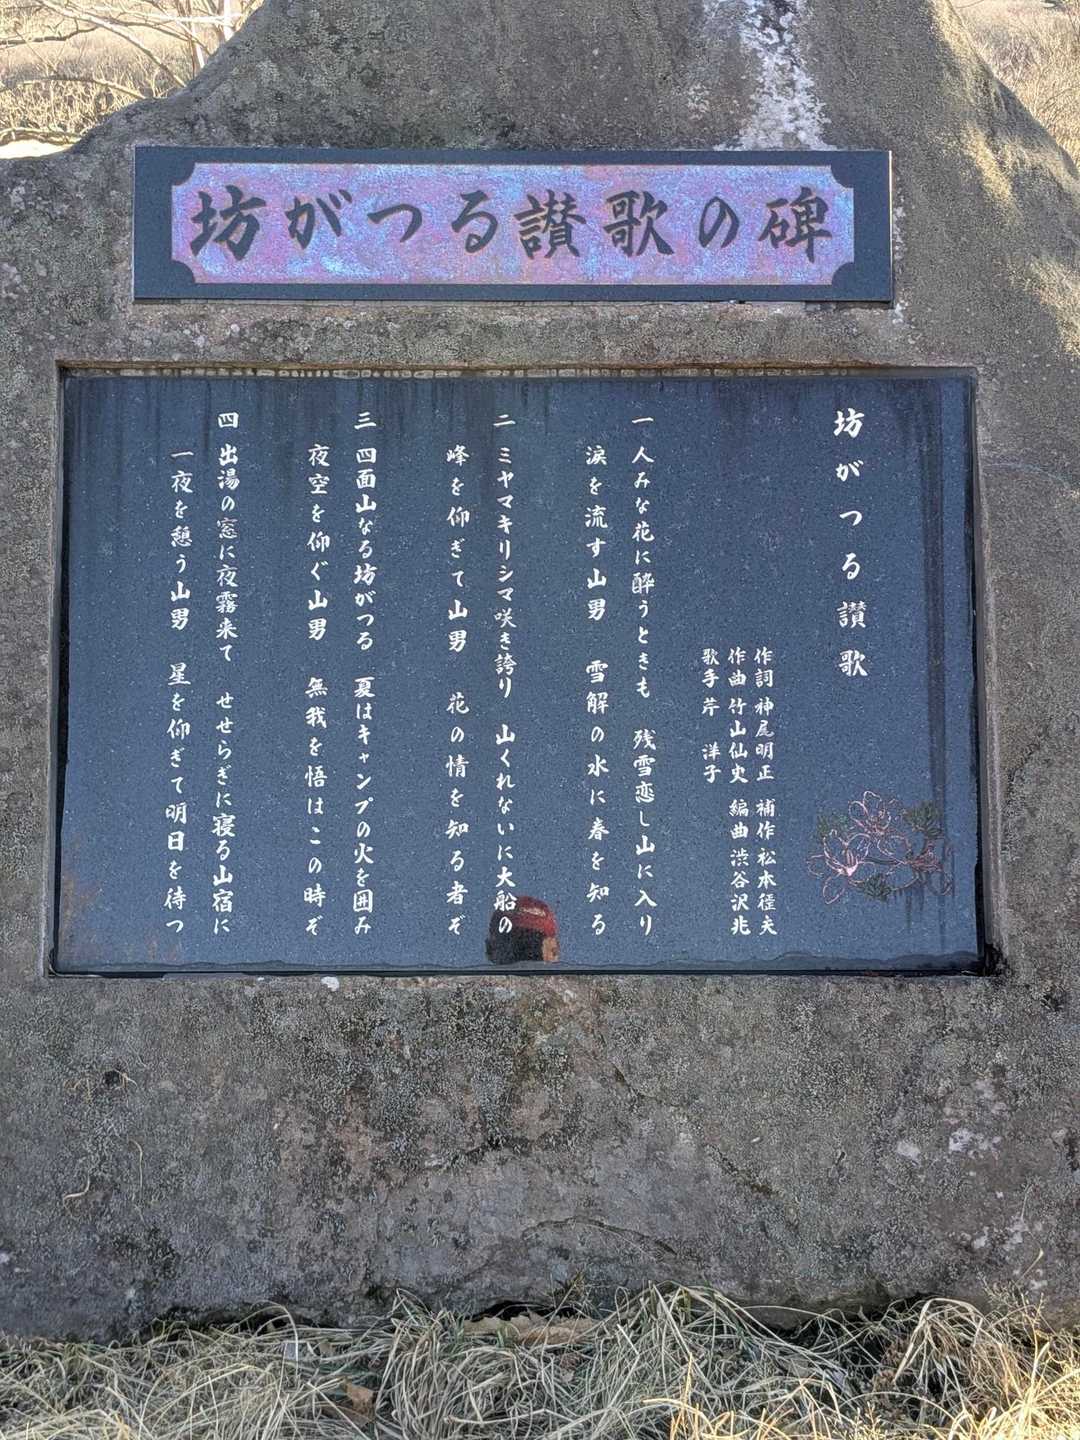 坊がつる讃歌の碑
坊がつる讃歌
作詞 神尾明正 補作 松本征夫
作曲 竹山仙史 編曲 渋谷沢兆
歌手 芹 洋子
一 人みな花に酔うときも 残雪恋し山に入り
涙を流す山男 雪解の水に春を知る
二 ミヤマキリシマ咲き誇り 山くれないに大船の
峰を仰ぎて山男 花の情を知る者ぞ
三 四面山なる坊がつる 夏はキャンプの火を囲み
夜空を仰ぐ山男 無我を悟はこの時ぞ
四 出湯の窓に夜霧来て せせらぎに寝る山宿に
一夜を憩う山男 星を仰ぎて明日を待つ